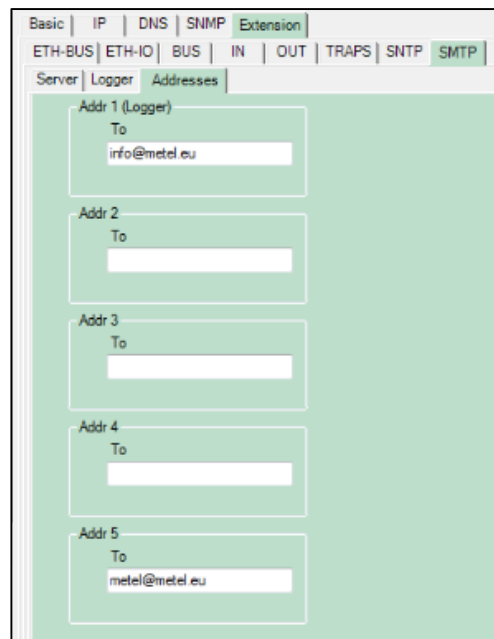 Basic IP DNS SNMP Extension
ETH-BUS ETH-IO BUS IN OUT TRAPS SNTP SMTP
Server Logger Addresses
Addr 1 (Logger)
To
info@metel.eu
Addr 2
To
Addr 3
To
Addr 4
To
Addr 5
To
metel@metel.eu